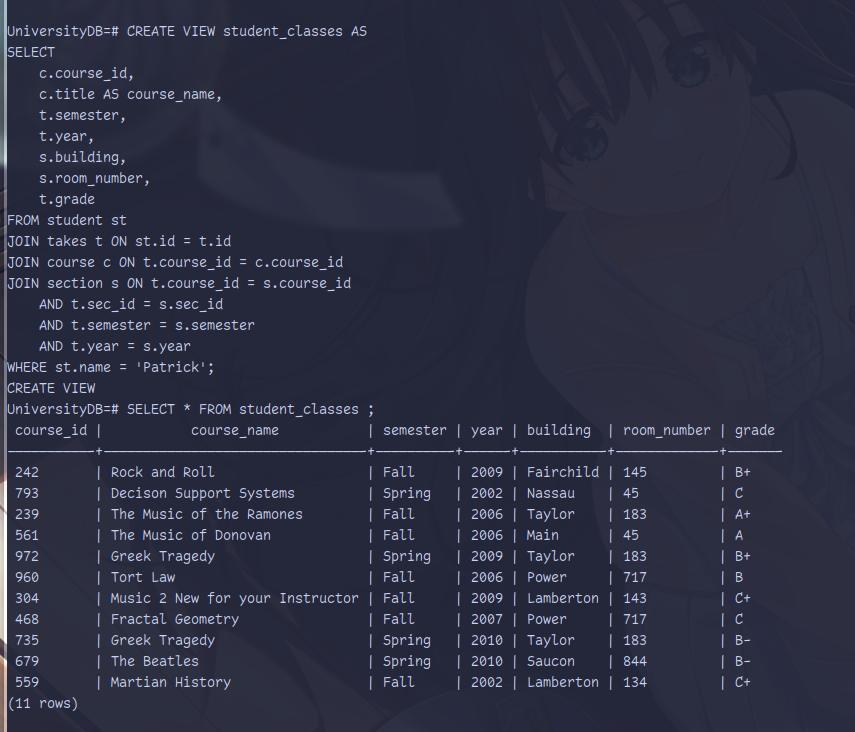 UniversityDB=# CREATE VIEW student_classes AS
SELECT
    c.course_id,
    c.title AS course_name,
    t.semester,
    t.year,
    s.building,
    s.room_number,
    t.grade
FROM student st
JOIN takes t ON st.id = t.id
JOIN course c ON t.course_id = c.course_id
JOIN section s ON t.course_id = s.course_id
    AND t.sec_id = s.sec_id
    AND t.semester = s.semester
    AND t.year = s.year
WHERE st.name = 'Patrick';
CREATE VIEW
UniversityDB=# SELECT * FROM student_classes ;
 course_id |           course_name           | semester | year | building  | room_number | grade
-----------+---------------------------------+----------+------+-----------+-------------+-------
 242       | Rock and Roll                   | Fall     | 2009 | Fairchild | 145         | B+
 793       | Decison Support Systems         | Spring   | 2002 | Nassau    | 45          | C
 239       | The Music of the Ramones        | Fall     | 2006 | Taylor    | 183         | A+
 561       | The Music of Donovan            | Fall     | 2006 | Main      | 45          | A
 972       | Greek Tragedy                   | Spring   | 2009 | Taylor    | 183         | B+
 960       | Tort Law                        | Fall     | 2006 | Power     | 717         | B
 304       | Music 2 New for your Instructor | Fall     | 2009 | Lamberton | 143         | C+
 468       | Fractal Geometry                | Fall     | 2007 | Power     | 717         | C
 735       | Greek Tragedy                   | Spring   | 2010 | Taylor    | 183         | B-
 679       | The Beatles                     | Spring   | 2010 | Saucon    | 844         | B-
 559       | Martian History                 | Fall     | 2002 | Lamberton | 134         | C+
(11 rows)